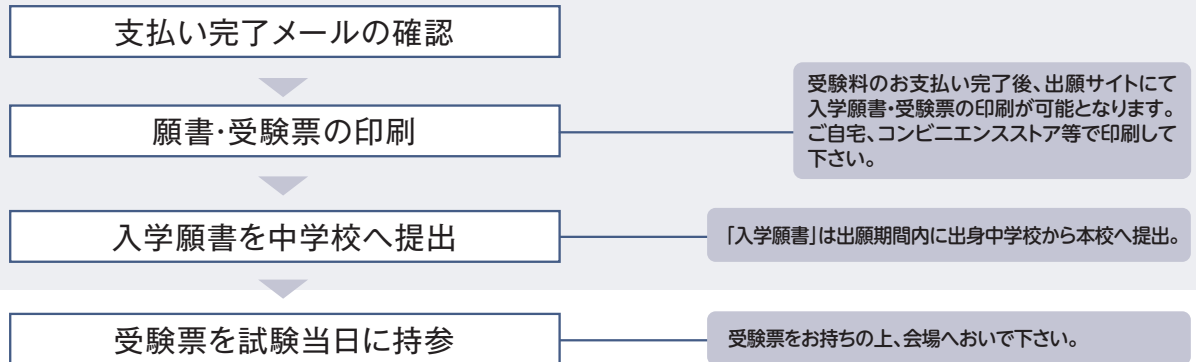 支払い完了メールの確認
願書・受験票の印刷
受験料のお支払い完了後、出願サイトにて
入学願書・受験票の印刷が可能となります。
ご自宅、コンビニエンスストア等で印刷して
下さい。
入学願書を中学校へ提出
「入学願書」は出願期間内に出身中学校から本校へ提出。
受験票を試験当日に持参
受験票をお持ちの上、会場へおいで下さい。